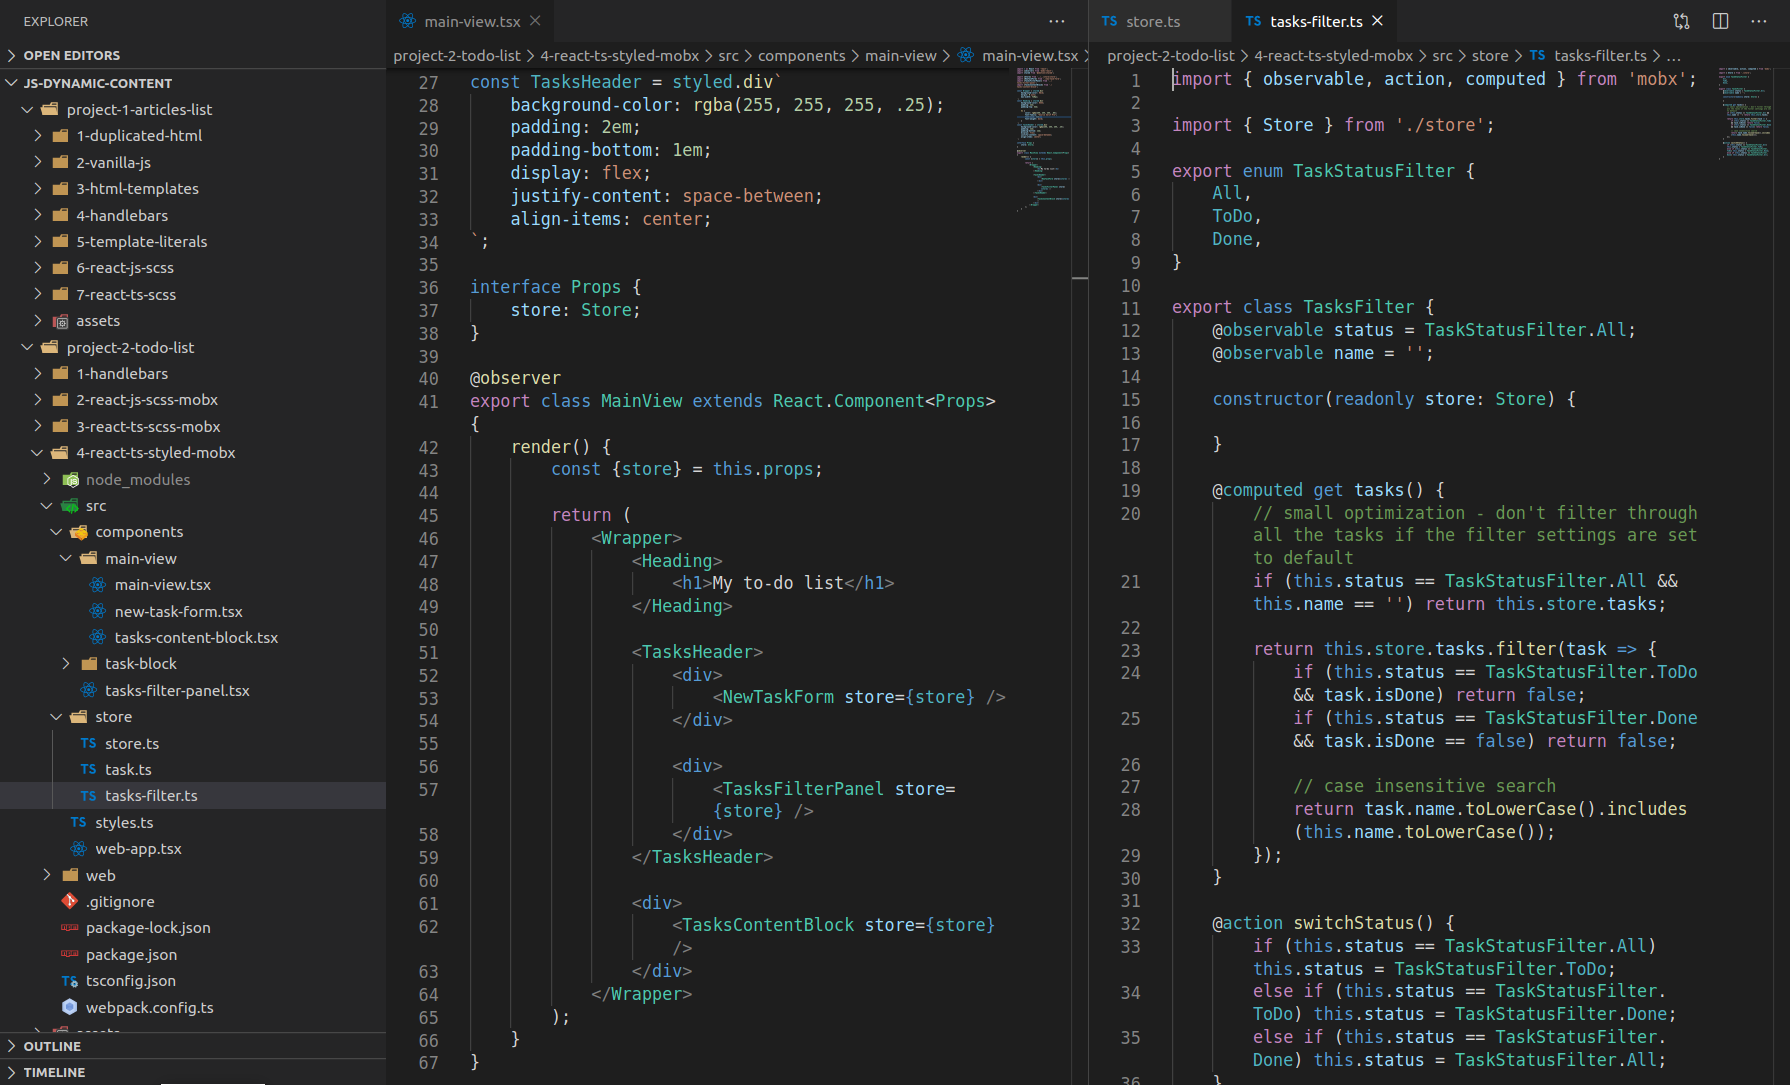 EXPLORER
OPEN EDITORS
JS-DYNAMIC-CONTENT
project-1-articles-list
1-duplicated-html
2-vanilla-js
3-html-templates
4-handlebars
5-template-literals
6-react-js-scss
7-react-ts-scss
assets
project-2-todo-list
1-handlebars
2-react-js-scss-mobx
3-react-ts-scss-mobx
4-react-ts-styled-mobx
node_modules
src
components
main-view
main-view.tsx
new-task-form.tsx
tasks-content-block.tsx
task-block
tasks-filter-panel.tsx
store
TS store.ts
TS task.ts
TS tasks-filter.ts
TS styles.ts
web-app.tsx
web
.gitignore
package-lock.json
package.json
TS tsconfig.json
webpack.config.ts
assets
OUTLINE
TIMELINE
main-view.tsx
project-2-todo-list > 4-react-ts-styled-mobx > src > components > main-view > main-view.tsx >
27 const TasksHeader = styled.div`
28 background-color: rgba(255, 255, 255, .25);
29 padding: 2em;
30 padding-bottom: 1em;
31 display: flex;
32 justify-content: space-between;
33 align-items: center;
34 `;
35
36 interface Props {
37 store: Store;
38 }
39
40 @observer
41 export class MainView extends React.Component<Props>
{
42 render() {
43 const {store} = this.props;
44
45 return (
46 <Wrapper>
47 <Heading>
48 <h1>My to-do list</h1>
49 </Heading>
50
51 <TasksHeader>
52 <div>
53 <NewTaskForm store={store} />
54 </div>
55
56 <div>
57 <TasksFilterPanel store=
{store} />
58 </div>
59 </TasksHeader>
60
61 <div>
62 <TasksContentBlock store={store}
/>
63 </div>
64 </Wrapper>
65 );
66 }
67 }
TS store.ts
TS tasks-filter.ts
project-2-todo-list > 4-react-ts-styled-mobx > src > store > TS tasks-filter.ts > ...
1 import { observable, action, computed } from 'mobx';
2
3 import { Store } from './store';
4
5 export enum TaskStatusFilter {
6 All,
7 ToDo,
8 Done,
9 }
10
11 export class TasksFilter {
12 @observable status = TaskStatusFilter.All;
13 @observable name = '';
14
15 constructor(readonly store: Store) {
16
17 }
18
19 @computed get tasks() {
20 // small optimization - don't filter through
all the tasks if the filter settings are set
to default
21 if (this.status == TaskStatusFilter.All &&
this.name == '') return this.store.tasks;
22
23 return this.store.tasks.filter(task => {
24 if (this.status == TaskStatusFilter.ToDo
&& task.isDone) return false;
25 if (this.status == TaskStatusFilter.Done
&& task.isDone == false) return false;
26
27 // case insensitive search
28 return task.name.toLowerCase().includes
(this.name.toLowerCase());
29 });
30 }
31
32 @action switchStatus() {
33 if (this.status == TaskStatusFilter.All)
this.status = TaskStatusFilter.ToDo;
34 else if (this.status == TaskStatusFilter.
ToDo) this.status = TaskStatusFilter.Done;
35 else if (this.status == TaskStatusFilter.
Done) this.status = TaskStatusFilter.All;
36 }